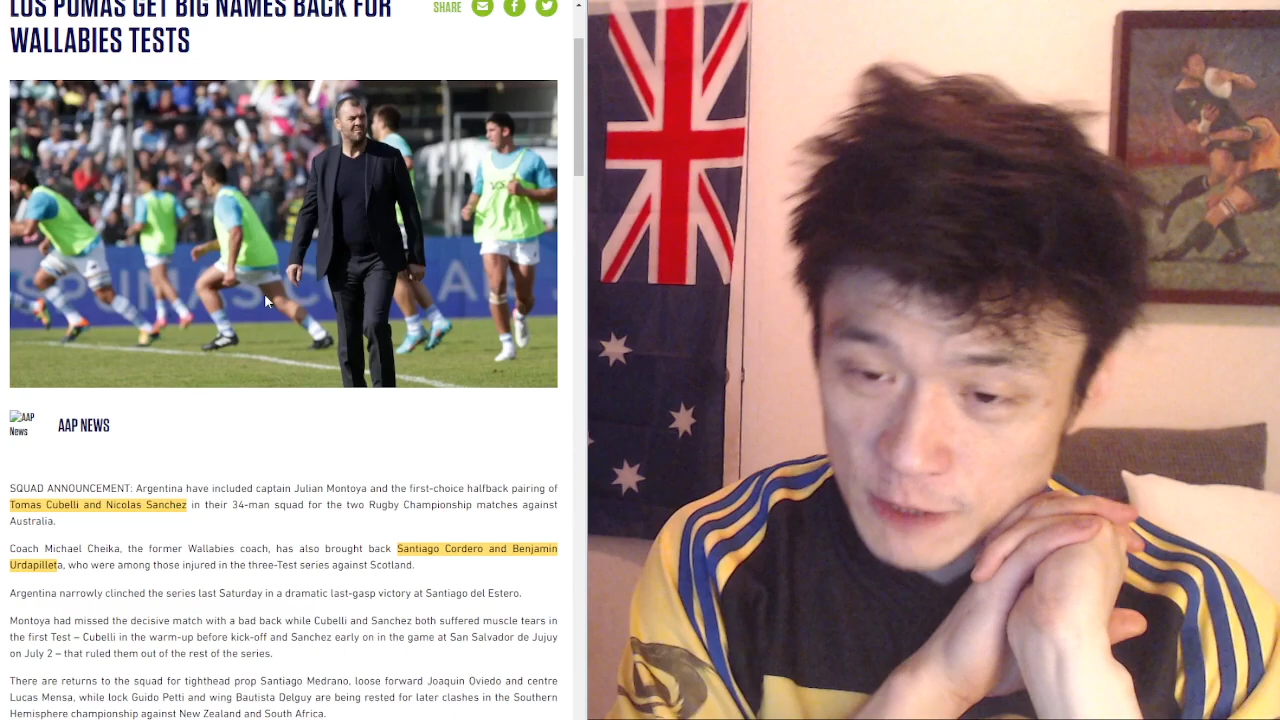 LOS PUMAS GET BIG NAMES BACK FOR
WALLABIES TESTS
SHARE
AAP
News
AAP NEWS
SQUAD ANNOUNCEMENT: Argentina have included captain Julian Montoya and the first-choice halfback pairing of
Tomas Cubelli and Nicolas Sanchez in their 34-man squad for the two Rugby Championship matches against
Australia.
Coach Michael Cheika, the former Wallabies coach, has also brought back Santiago Cordero and Benjamin
Urdapilleta, who were among those injured in the three-Test series against Scotland.
Argentina narrowly clinched the series last Saturday in a dramatic last-gasp victory at Santiago del Estero.
Montoya had missed the decisive match with a bad back while Cubelli and Sanchez both suffered muscle tears in
the first Test – Cubelli in the warm-up before kick-off and Sanchez early on in the game at San Salvador de Jujuy
on July 2 – that ruled them out of the rest of the series.
There are returns to the squad for tighthead prop Santiago Medrano, loose forward Joaquin Oviedo and centre
Lucas Mensa, while lock Guido Petti and wing Bautista Delguy are being rested for later clashes in the Southern
Hemisphere championship against New Zealand and South Africa.